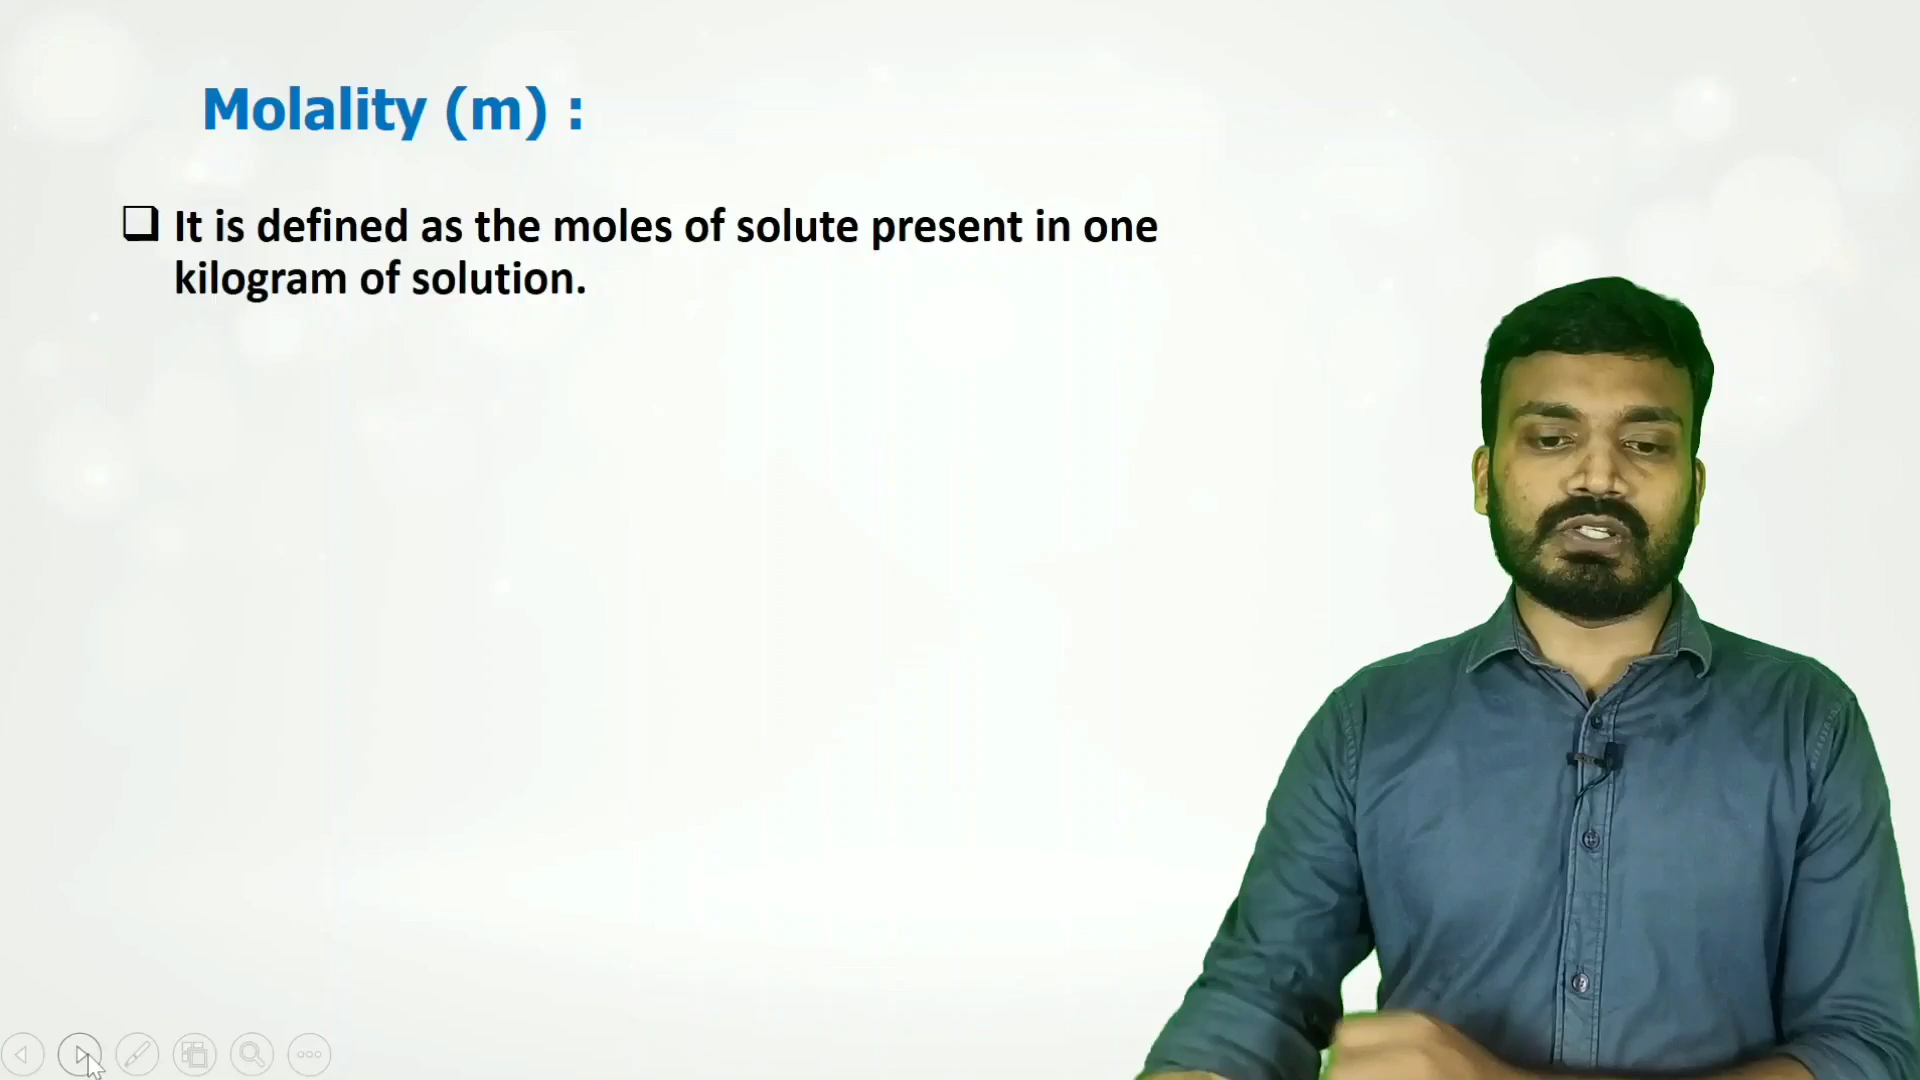 Molality (m) :
It is defined as the moles of solute present in one
kilogram of solution.